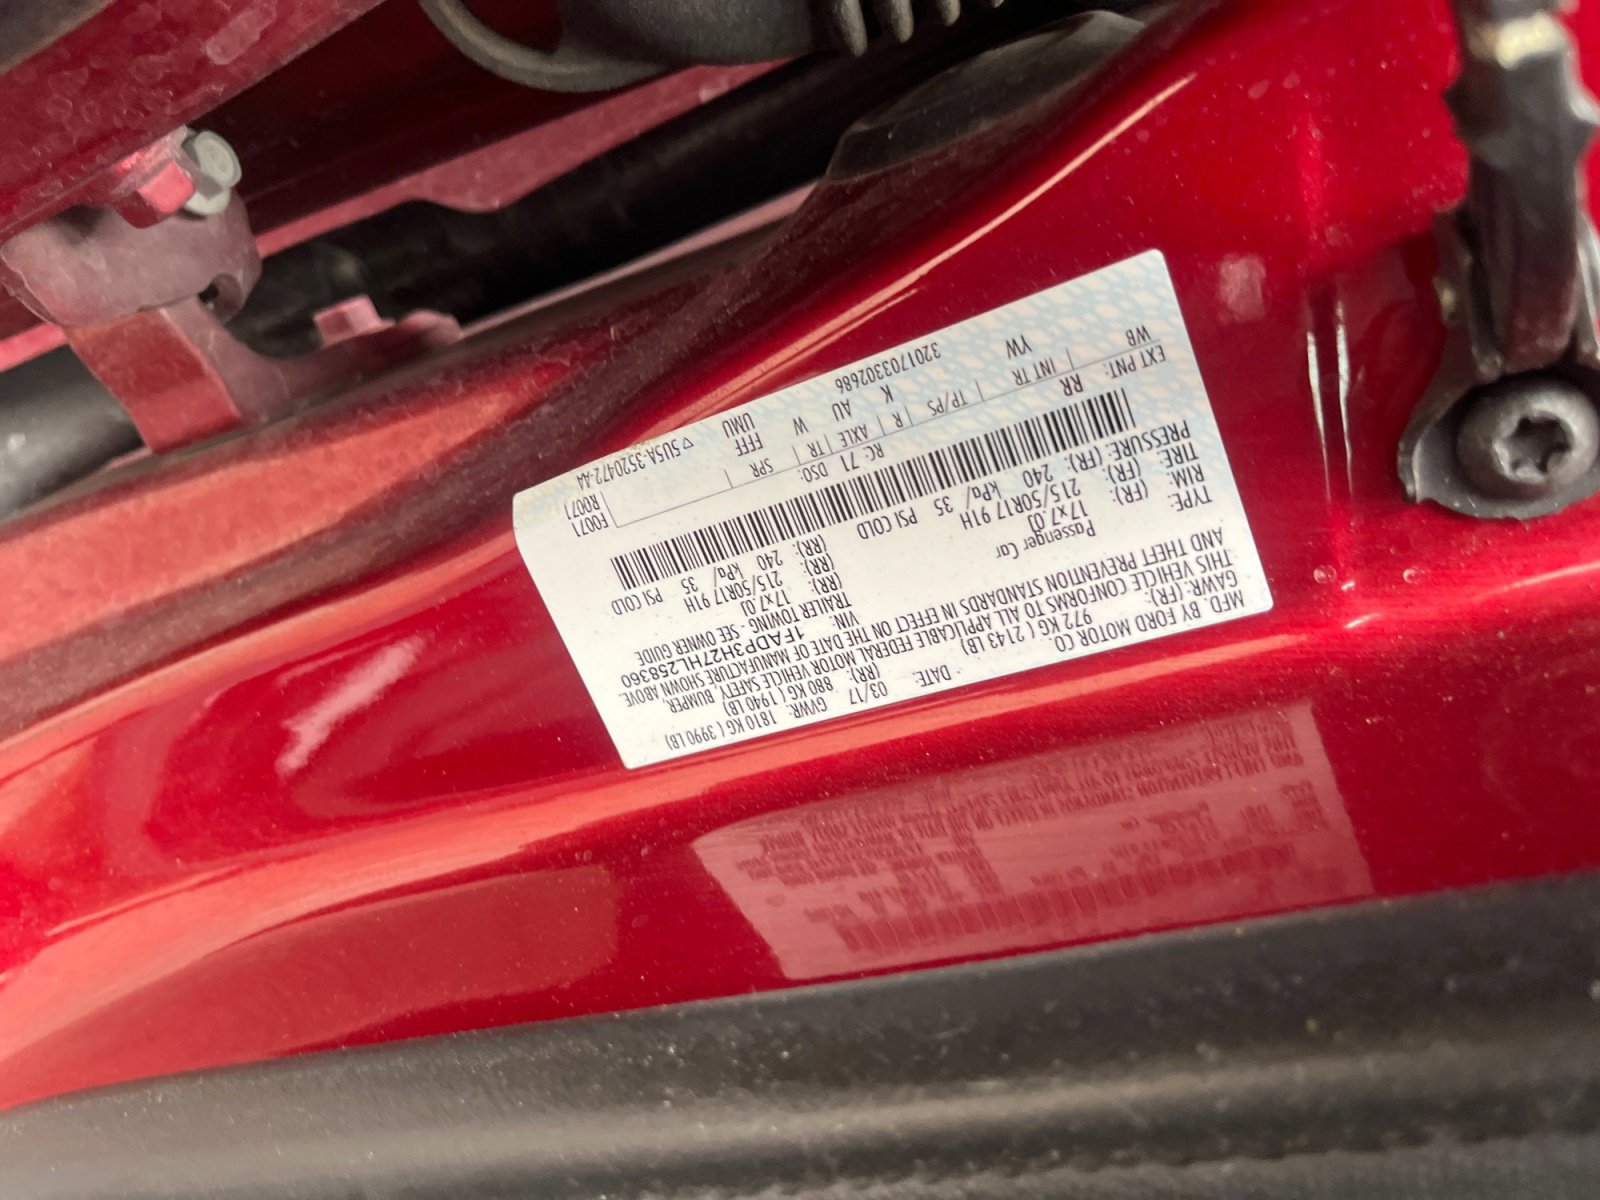 MFD. BY FORD MOTOR CO. DATE: 03/17 GVWR: 1810 KG ( 3990 LB)
GAWR: (FR): 972 KG ( 2143 LB) (RR): 880 KG ( 1940 LB)
THIS VEHICLE CONFORMS TO ALL APPLICABLE FEDERAL MOTOR VEHICLE SAFETY, BUMPER,
AND THEFT PREVENTION STANDARDS IN EFFECT ON THE DATE OF MANUFACTURE SHOWN ABOVE.
VIN: 1FADP3H27HL258360
TYPE: Passenger Car TRAILER TOWING - SEE OWNER GUIDE
RIM: (FR): 17x7.0J (RR): 17x7.0J
TIRE: (FR): 215/50R17 91H (RR): 215/50R17 91H
PRESSURE: (FR): 240 kPa/ 35 PSI COLD (RR): 240 kPa/ 35 PSI COLD
EXT PNT: RR RC: 71 DSO: F0071
R0071
WB INT TR TP/PS R AXLE TR SPR
YW K AU W FFF
UMU
3201703302686 ▽5U5A-3520472-AA